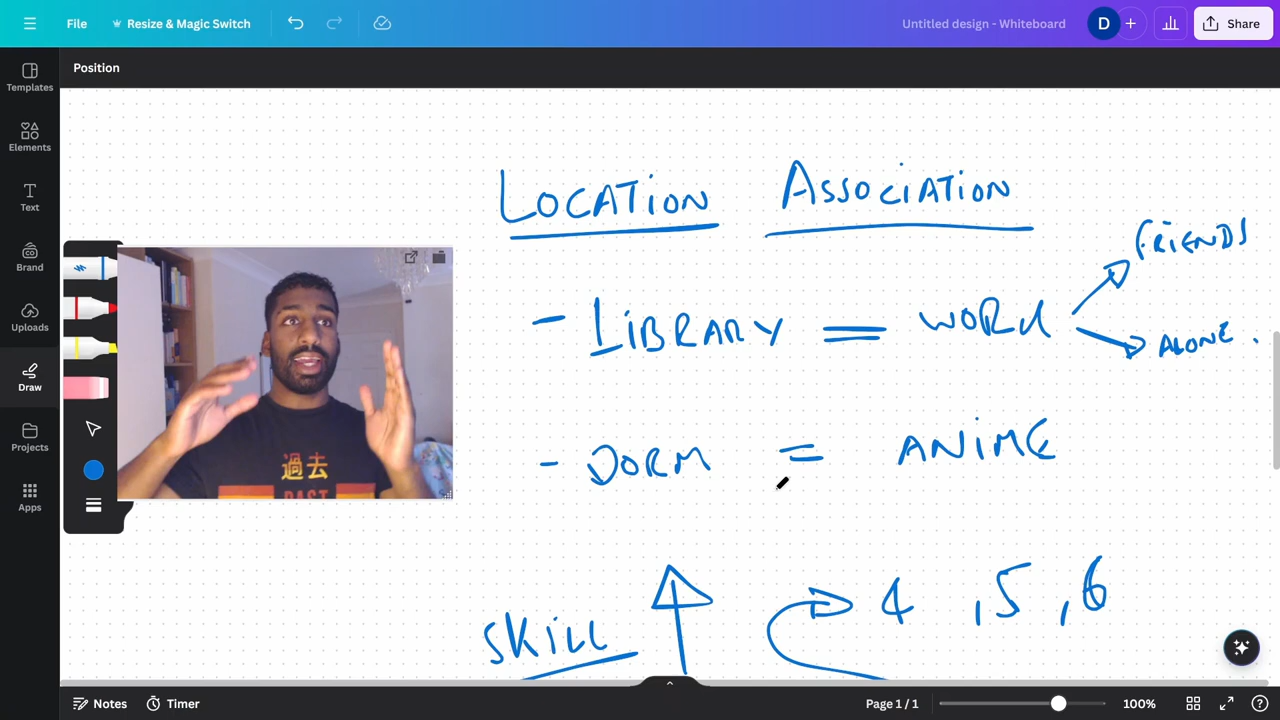 File
Resize & Magic Switch
Untitled design - Whiteboard
D
+
Share
Position
Templates
Elements
Text
Brand
Uploads
Draw
Projects
Apps
LOCATION ASSOCIATION
FRIENDS
- LIBRARY = WORK
ALONE.
- DORM = ANIME
SKILL
4, 5, 6
過去
PAST
Notes
Timer
Page 1 / 1
100%